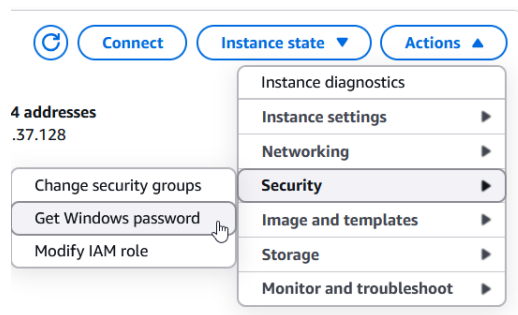 Connect
Instance state
Actions
Instance diagnostics
4 addresses
.37.128
Instance settings
Networking
Security
Change security groups
Get Windows password
Modify IAM role
Image and templates
Storage
Monitor and troubleshoot